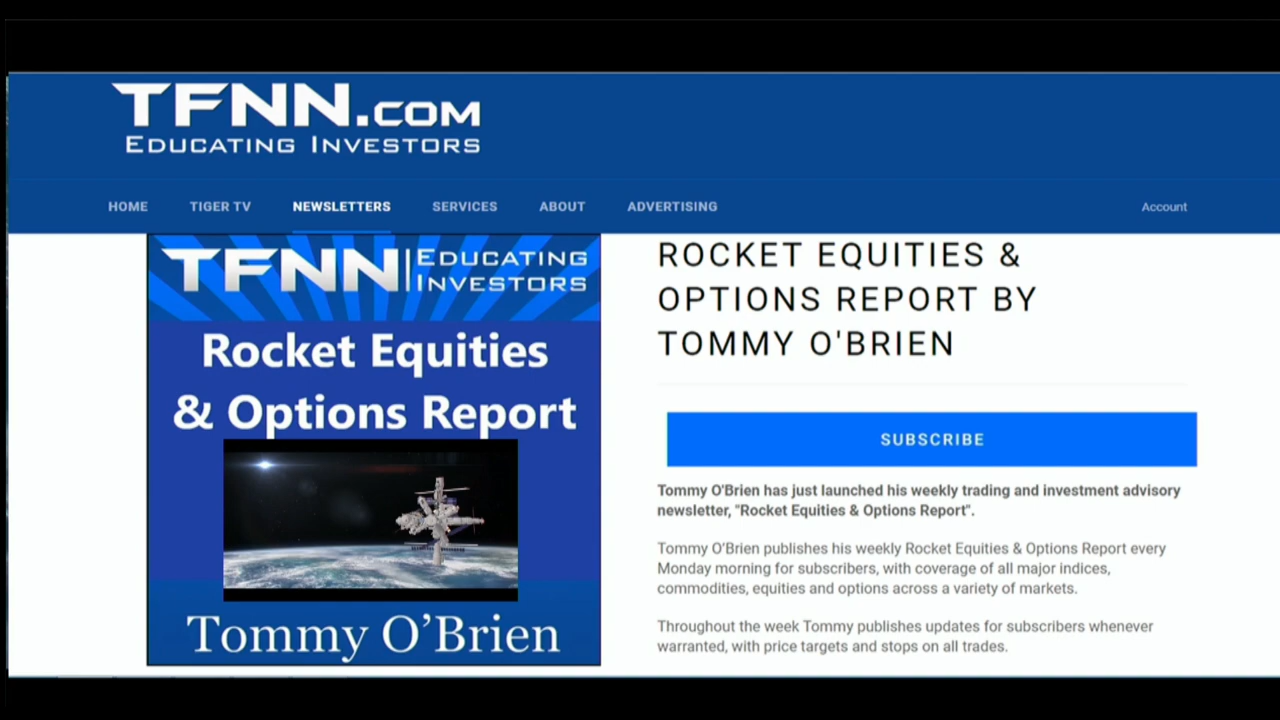 TFNN.COM
EDUCATING INVESTORS
HOME TIGER TV NEWSLETTERS SERVICES ABOUT ADVERTISING Account
TFNN EDUCATING
INVESTORS
Rocket Equities
& Options Report
Tommy O’Brien
ROCKET EQUITIES &
OPTIONS REPORT BY
TOMMY O'BRIEN
SUBSCRIBE
Tommy O'Brien has just launched his weekly trading and investment advisory
newsletter, "Rocket Equities & Options Report".
Tommy O’Brien publishes his weekly Rocket Equities & Options Report every
Monday morning for subscribers, with coverage of all major indices,
commodities, equities and options across a variety of markets.
Throughout the week Tommy publishes updates for subscribers whenever
warranted, with price targets and stops on all trades.